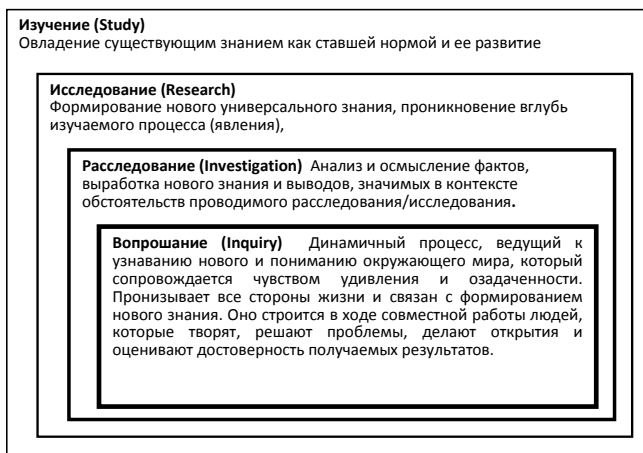 Изучение (Study)
Овладение существующим знанием как ставшей нормой и ее развитие
Исследование (Research)
Формирование нового универсального знания, проникновение вглубь
изучаемого процесса (явления),
Расследование (Investigation) Анализ и осмысление фактов,
выработка нового знания и выводов, значимых в контексте
обстоятельств проводимого расследования/исследования.
Вопрошание (Inquiry) Динамичный процесс, ведущий к
узнаванию нового и пониманию окружающего мира, который
сопровождается чувством удивления и озадаченности.
Пронизывает все стороны жизни и связан с формированием
нового знания. Оно строится в ходе совместной работы людей,
которые творят, решают проблемы, делают открытия и
оценивают достоверность получаемых результатов.